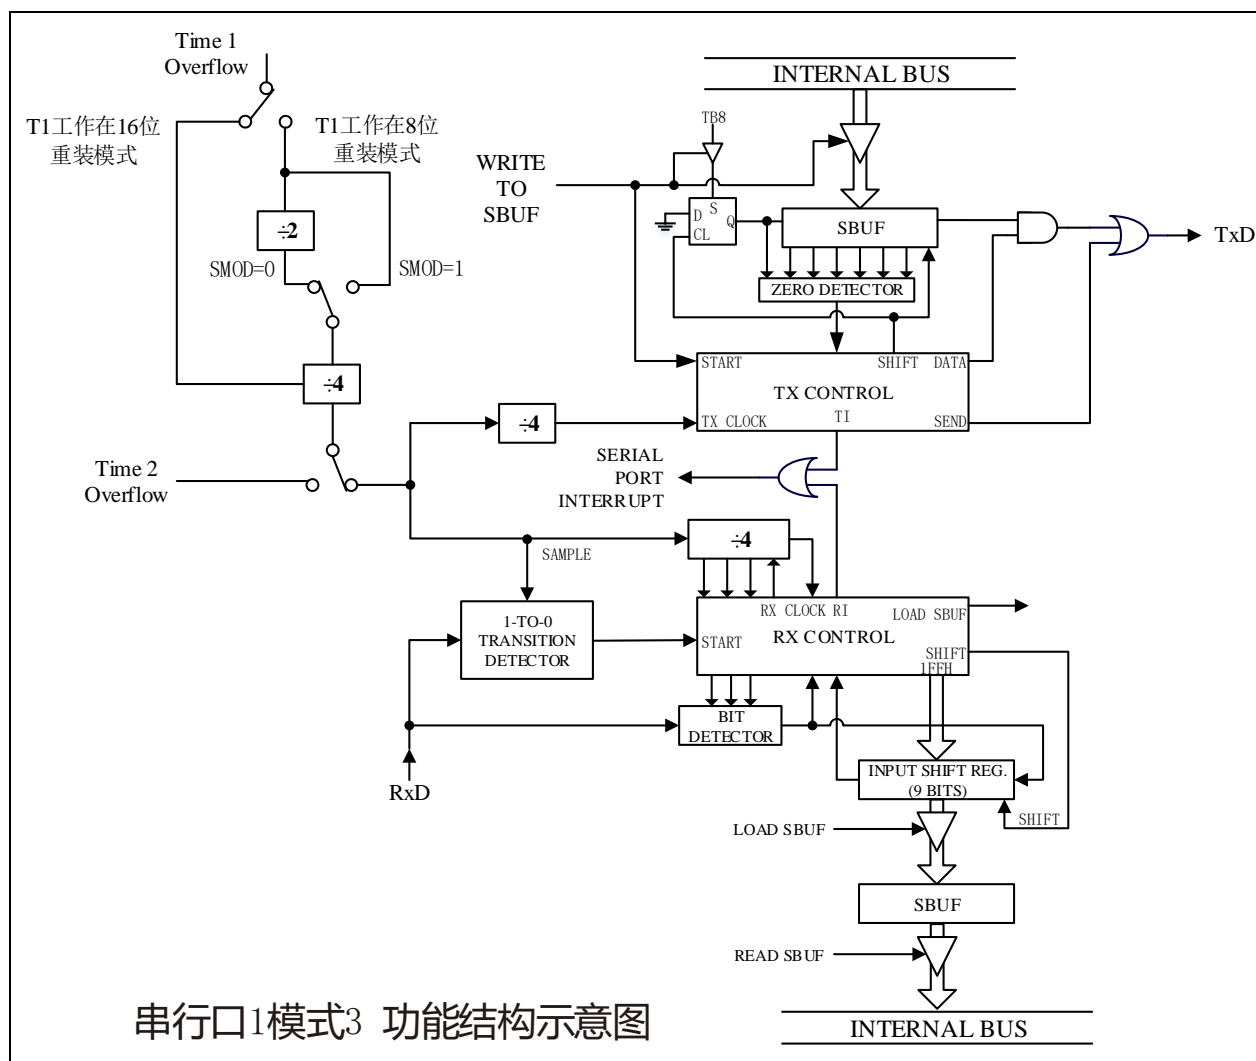 Time 1
Overflow
T1工作在16位
重装模式
T1工作在8位
重装模式
÷2
SMOD=0
SMOD=1
÷4
Time 2
Overflow
INTERNAL BUS
TB8
WRITE
TO
SBUF
D
S
Q
CL
SBUF
ZERO DETECTOR
TxD
START
SHIFT
DATA
TX CONTROL
TX CLOCK
TI
SEND
÷4
SERIAL
PORT
INTERRUPT
÷4
SAMPLE
1-TO-0
TRANSITION
DETECTOR
RX CLOCK
RI
LOAD SBUF
START
RX CONTROL
SHIFT
1FFH
BIT
DETECTOR
RxD
INPUT SHIFT REG.
(9 BITS)
SHIFT
LOAD SBUF
SBUF
READ SBUF
INTERNAL BUS
串行口1模式3 功能结构示意图